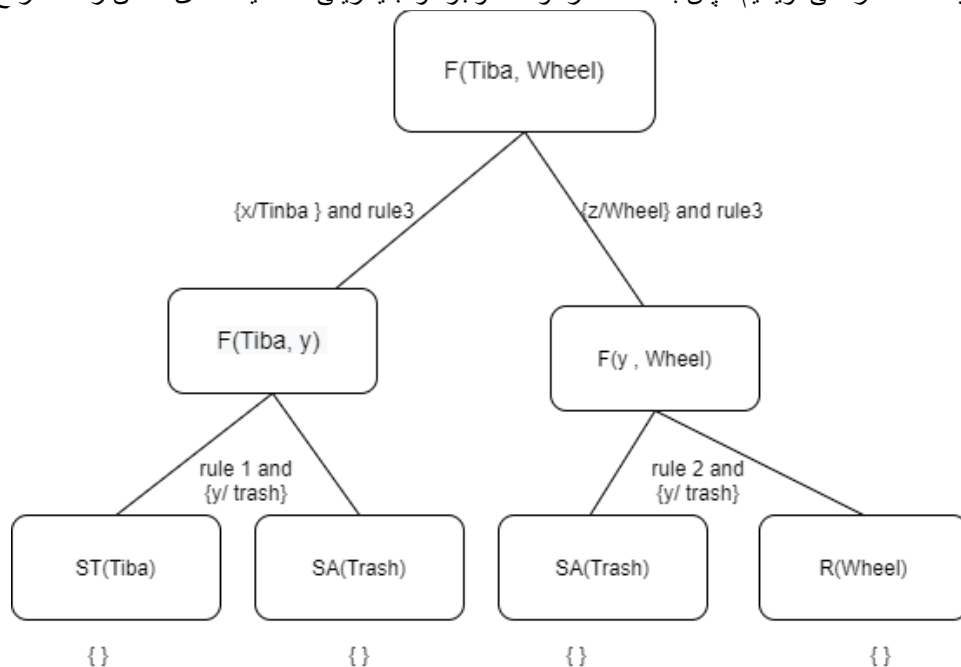 F(Tiba, Wheel)
{x/Tinba } and rule3
{z/Wheel} and rule3
F(Tiba, y)
F(y , Wheel)
rule 1 and
{y/ trash}
rule 2 and
{y/ trash}
ST(Tiba)
SA(Trash)
SA(Trash)
R(Wheel)
{ }
{ }
{ }
{ }